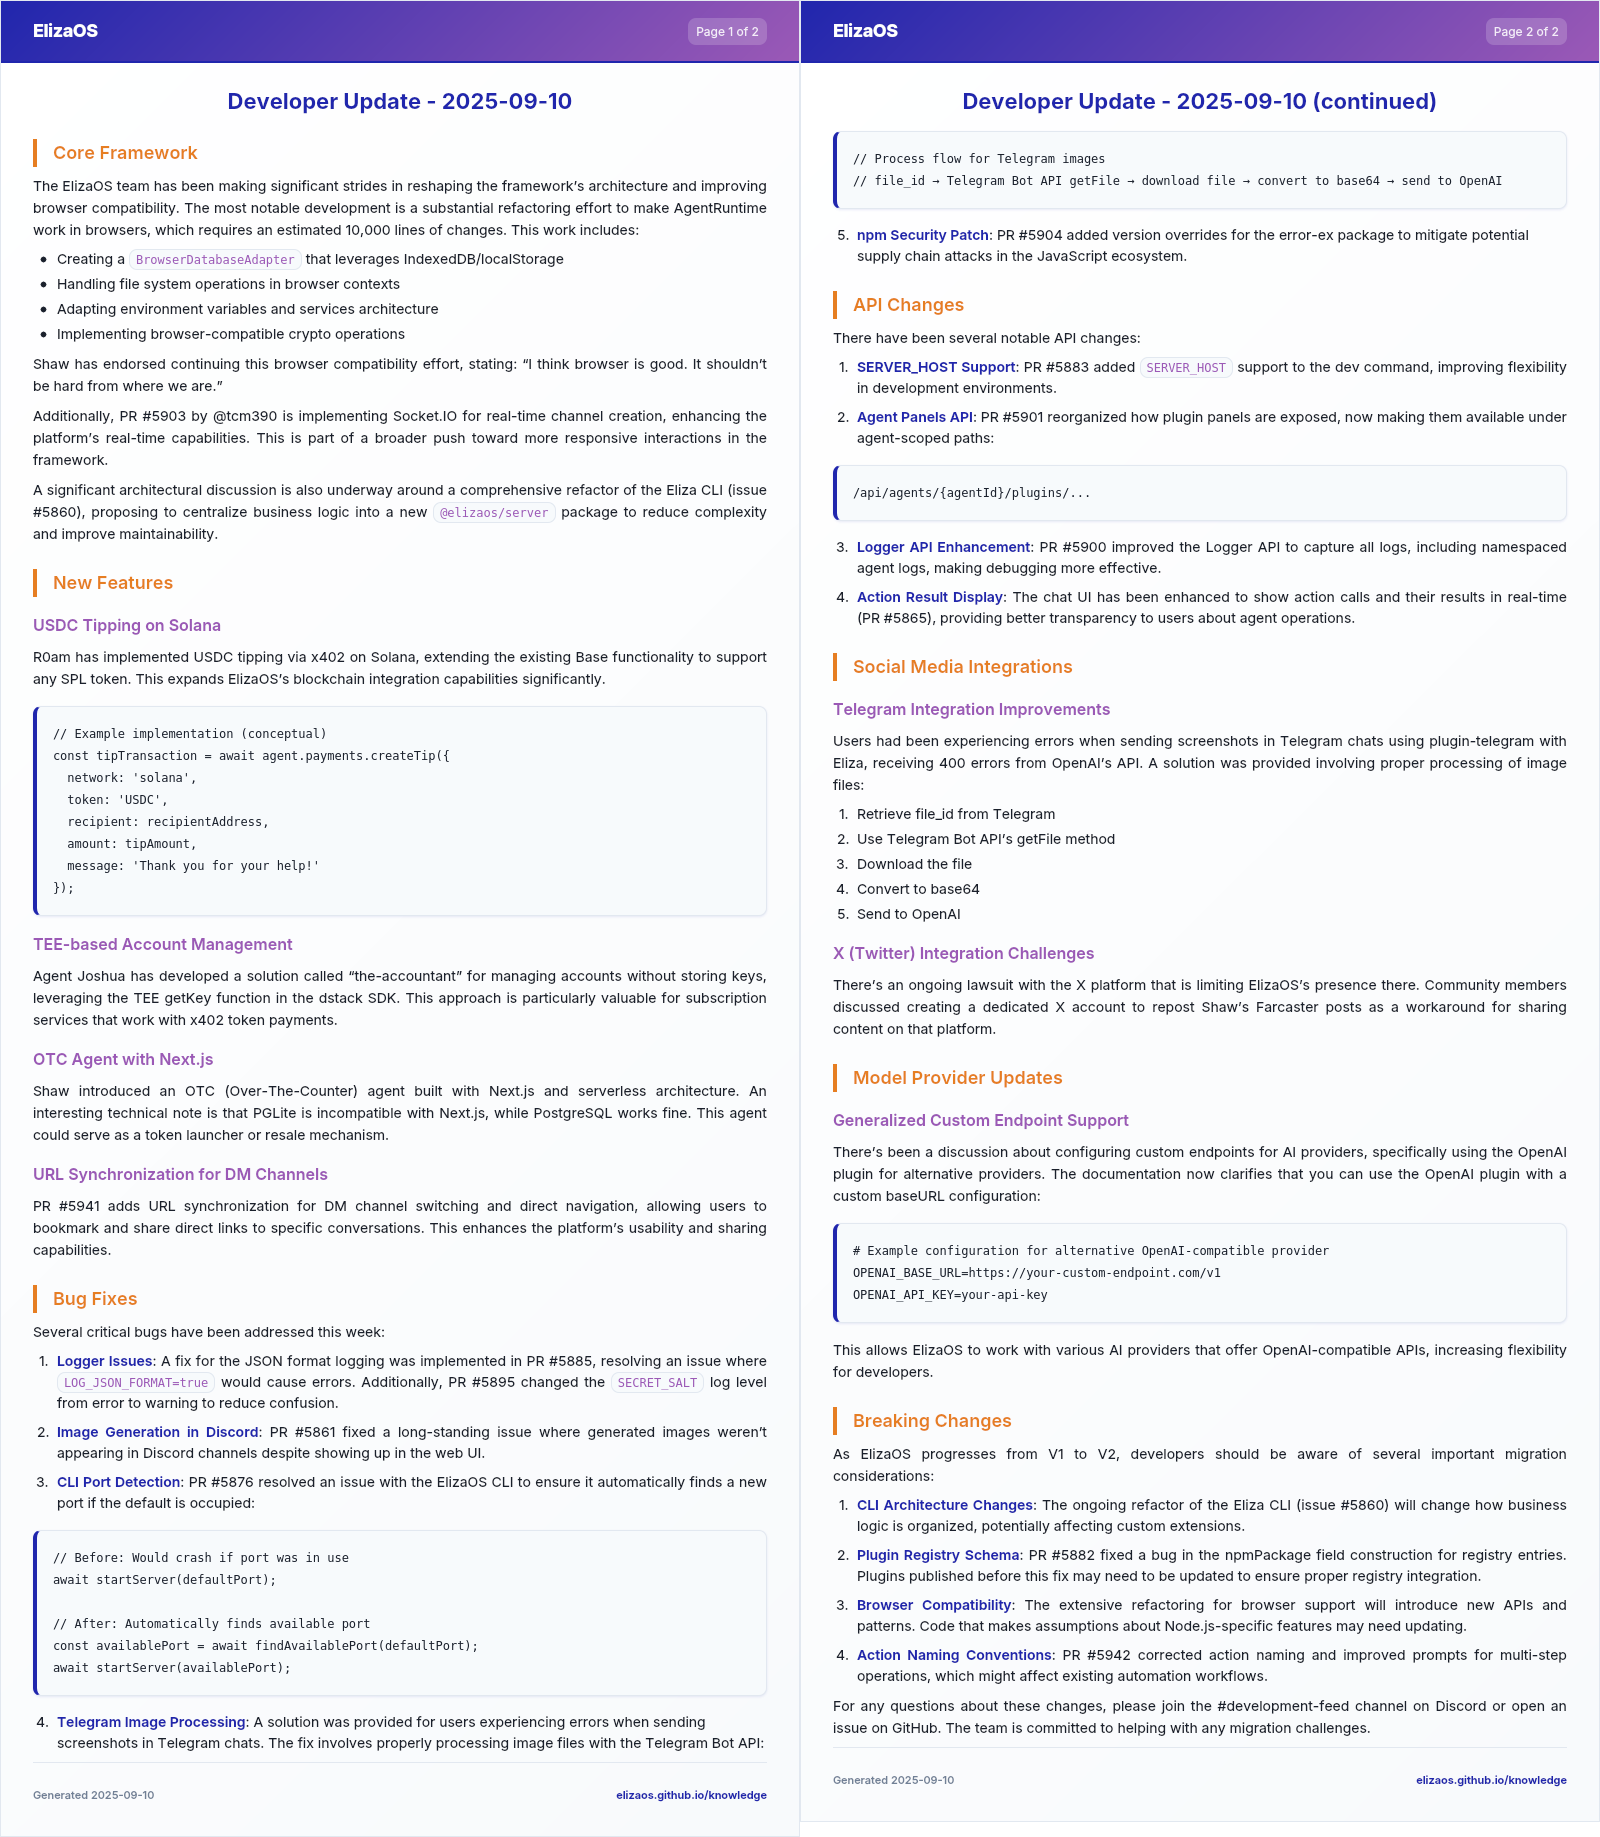 ElizaOS
Page 1 of 2
Developer Update - 2025-09-10
Core Framework
The ElizaOS team has been making significant strides in reshaping the framework’s architecture and improving
browser compatibility. The most notable development is a substantial refactoring effort to make AgentRuntime
work in browsers, which requires an estimated 10,000 lines of changes. This work includes:
• Creating a BrowserDatabaseAdapter that leverages IndexedDB/localStorage
• Handling file system operations in browser contexts
• Adapting environment variables and services architecture
• Implementing browser-compatible crypto operations
Shaw has endorsed continuing this browser compatibility effort, stating: “I think browser is good. It shouldn’t
be hard from where we are.”
Additionally, PR #5903 by @tcm390 is implementing Socket.IO for real-time channel creation, enhancing the
platform’s real-time capabilities. This is part of a broader push toward more responsive interactions in the
framework.
A significant architectural discussion is also underway around a comprehensive refactor of the Eliza CLI (issue
#5860), proposing to centralize business logic into a new @elizaos/server package to reduce complexity
and improve maintainability.
New Features
USDC Tipping on Solana
R0am has implemented USDC tipping via x402 on Solana, extending the existing Base functionality to support
any SPL token. This expands ElizaOS’s blockchain integration capabilities significantly.
// Example implementation (conceptual)
const tipTransaction = await agent.payments.createTip({
  network: 'solana',
  token: 'USDC',
  recipient: recipientAddress,
  amount: tipAmount,
  message: 'Thank you for your help!'
});
TEE-based Account Management
Agent Joshua has developed a solution called “the-accountant” for managing accounts without storing keys,
leveraging the TEE getKey function in the dstack SDK. This approach is particularly valuable for subscription
services that work with x402 token payments.
OTC Agent with Next.js
Shaw introduced an OTC (Over-The-Counter) agent built with Next.js and serverless architecture. An
interesting technical note is that PGLite is incompatible with Next.js, while PostgreSQL works fine. This agent
could serve as a token launcher or resale mechanism.
URL Synchronization for DM Channels
PR #5941 adds URL synchronization for DM channel switching and direct navigation, allowing users to
bookmark and share direct links to specific conversations. This enhances the platform’s usability and sharing
capabilities.
Bug Fixes
Several critical bugs have been addressed this week:
1. Logger Issues: A fix for the JSON format logging was implemented in PR #5885, resolving an issue where
LOG_JSON_FORMAT=true would cause errors. Additionally, PR #5895 changed the SECRET_SALT log level
from error to warning to reduce confusion.
2. Image Generation in Discord: PR #5861 fixed a long-standing issue where generated images weren’t
appearing in Discord channels despite showing up in the web UI.
3. CLI Port Detection: PR #5876 resolved an issue with the ElizaOS CLI to ensure it automatically finds a new
port if the default is occupied:
// Before: Would crash if port was in use
await startServer(defaultPort);
// After: Automatically finds available port
const availablePort = await findAvailablePort(defaultPort);
await startServer(availablePort);
4. Telegram Image Processing: A solution was provided for users experiencing errors when sending
screenshots in Telegram chats. The fix involves properly processing image files with the Telegram Bot API:
Generated 2025-09-10
elizaos.github.io/knowledge
ElizaOS
Page 2 of 2
Developer Update - 2025-09-10 (continued)
// Process flow for Telegram images
// file_id → Telegram Bot API getFile → download file → convert to base64 → send to OpenAI
5. npm Security Patch: PR #5904 added version overrides for the error-ex package to mitigate potential
supply chain attacks in the JavaScript ecosystem.
API Changes
There have been several notable API changes:
1. SERVER_HOST Support: PR #5883 added SERVER_HOST support to the dev command, improving flexibility
in development environments.
2. Agent Panels API: PR #5901 reorganized how plugin panels are exposed, now making them available under
agent-scoped paths:
/api/agents/{agentId}/plugins/...
3. Logger API Enhancement: PR #5900 improved the Logger API to capture all logs, including namespaced
agent logs, making debugging more effective.
4. Action Result Display: The chat UI has been enhanced to show action calls and their results in real-time
(PR #5865), providing better transparency to users about agent operations.
Social Media Integrations
Telegram Integration Improvements
Users had been experiencing errors when sending screenshots in Telegram chats using plugin-telegram with
Eliza, receiving 400 errors from OpenAI’s API. A solution was provided involving proper processing of image
files:
1. Retrieve file_id from Telegram
2. Use Telegram Bot API’s getFile method
3. Download the file
4. Convert to base64
5. Send to OpenAI
X (Twitter) Integration Challenges
There’s an ongoing lawsuit with the X platform that is limiting ElizaOS’s presence there. Community members
discussed creating a dedicated X account to repost Shaw’s Farcaster posts as a workaround for sharing
content on that platform.
Model Provider Updates
Generalized Custom Endpoint Support
There’s been a discussion about configuring custom endpoints for AI providers, specifically using the OpenAI
plugin for alternative providers. The documentation now clarifies that you can use the OpenAI plugin with a
custom baseURL configuration:
# Example configuration for alternative OpenAI-compatible provider
OPENAI_BASE_URL=https://your-custom-endpoint.com/v1
OPENAI_API_KEY=your-api-key
This allows ElizaOS to work with various AI providers that offer OpenAI-compatible APIs, increasing flexibility
for developers.
Breaking Changes
As ElizaOS progresses from V1 to V2, developers should be aware of several important migration
considerations:
1. CLI Architecture Changes: The ongoing refactor of the Eliza CLI (issue #5860) will change how business
logic is organized, potentially affecting custom extensions.
2. Plugin Registry Schema: PR #5882 fixed a bug in the npmPackage field construction for registry entries.
Plugins published before this fix may need to be updated to ensure proper registry integration.
3. Browser Compatibility: The extensive refactoring for browser support will introduce new APIs and
patterns. Code that makes assumptions about Node.js-specific features may need updating.
4. Action Naming Conventions: PR #5942 corrected action naming and improved prompts for multi-step
operations, which might affect existing automation workflows.
For any questions about these changes, please join the #development-feed channel on Discord or open an
issue on GitHub. The team is committed to helping with any migration challenges.
Generated 2025-09-10
elizaos.github.io/knowledge